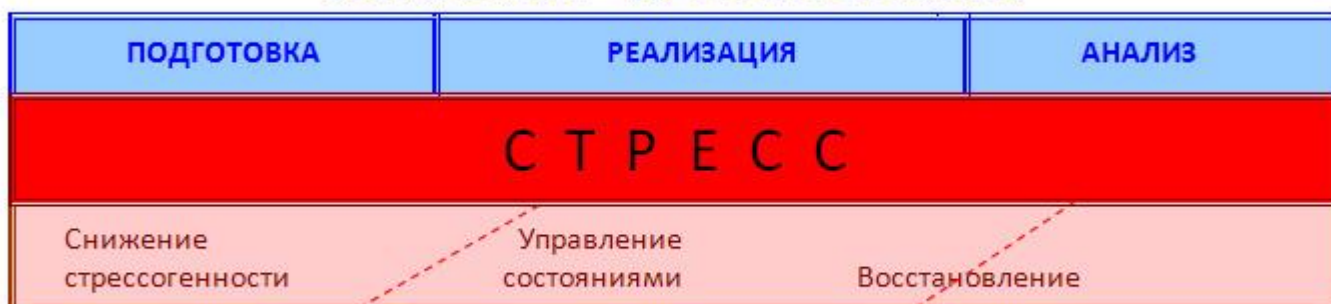 ПОДГОТОВКА РЕАЛИЗАЦИЯ АНАЛИЗ
С Т Р Е С С
Снижение Управление
стрессогенности состояниями Восстановление